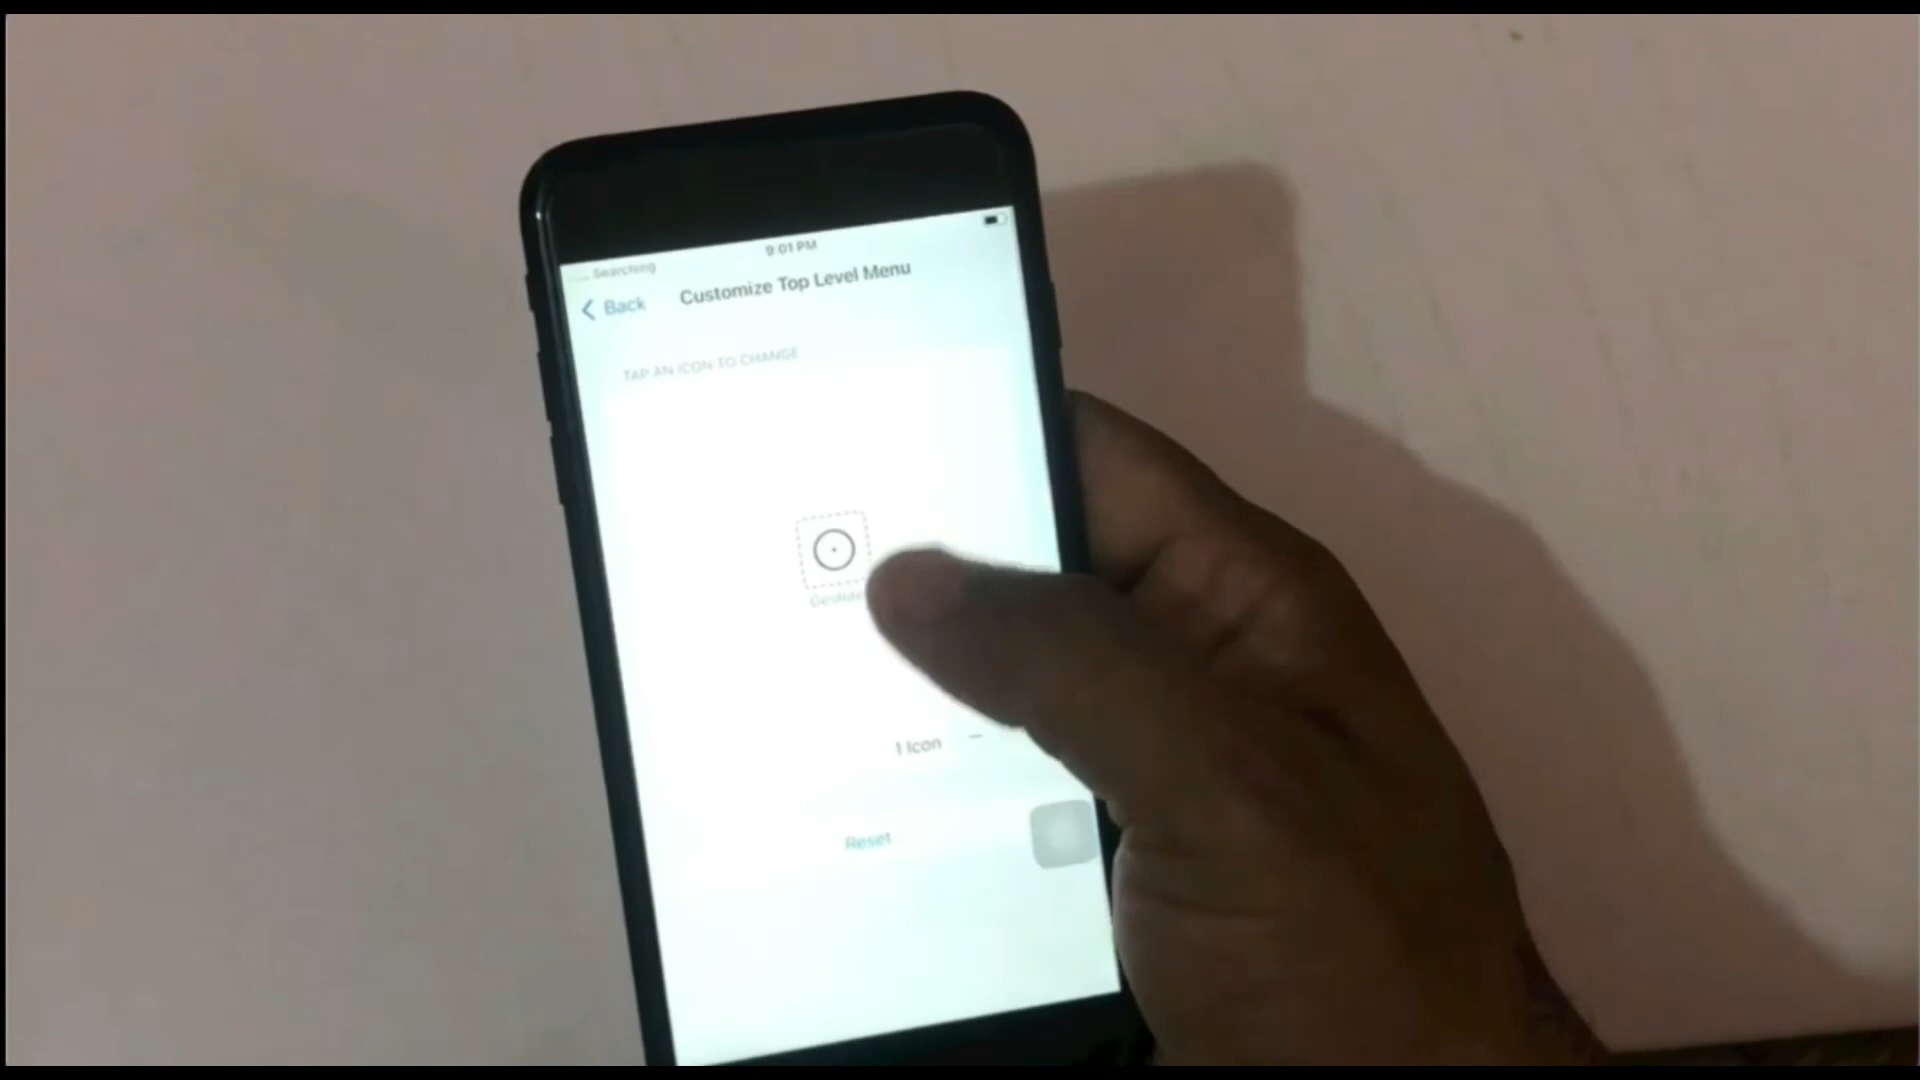 Searching
9:01 PM
Back
Customize Top Level Menu
TAP AN ICON TO CHANGE
1 Icon
Reset